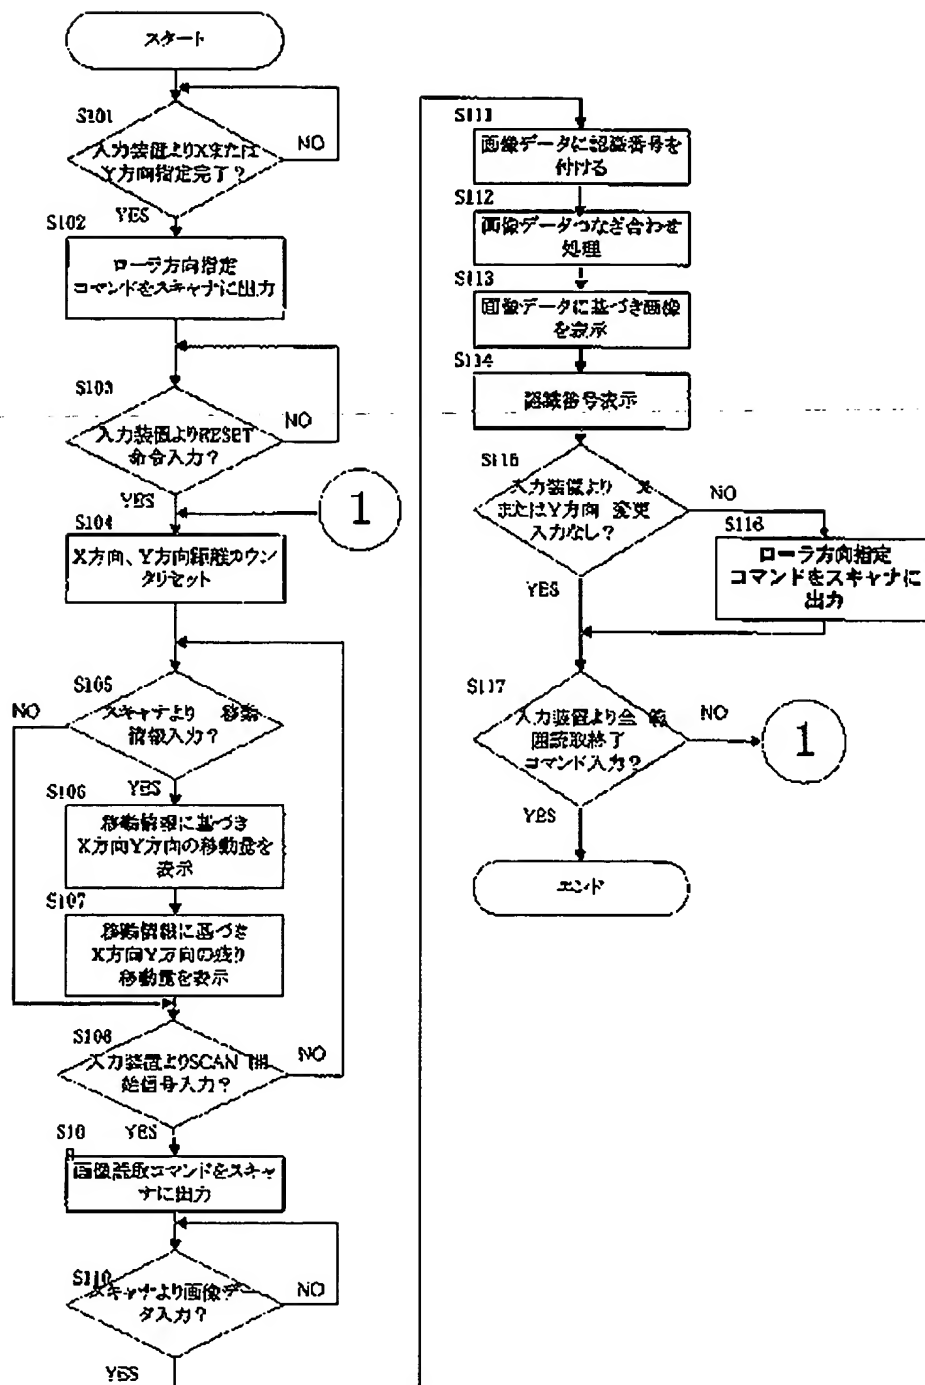 スタート
S101
入力装置よりXまたは
Y方向指定完了？
NO
YES
S102
ローラ方向指定
コマンドをスキャナに出力
S103
入力装置よりRESET
命令入力？
NO
YES
1
S104
X方向、Y方向距離カウン
タリセット
S105
スキャナより 移動
情報入力？
NO
YES
S106
移動情報に基づき
X方向Y方向の移動量を
表示
S107
移動情報に基づき
X方向Y方向の残り
移動量を表示
S108
入力装置よりSCAN 開
始信号入力？
NO
YES
S10
画像読取コマンドをスキャ
ナに出力
S110
スキャナより画像デー
タ入力？
NO
YES
S111
画像データに認識番号を
付ける
S112
画像データつなぎ合わせ
処理
S113
画像データに基づき画像
を表示
S114
認識番号表示
S115
入力装置より X
またはY方向 変更
入力なし？
NO
YES
S116
ローラ方向指定
コマンドをスキャナに
出力
S117
入力装置より全 範
囲読取終了
コマンド入力？
NO
1
YES
エンド